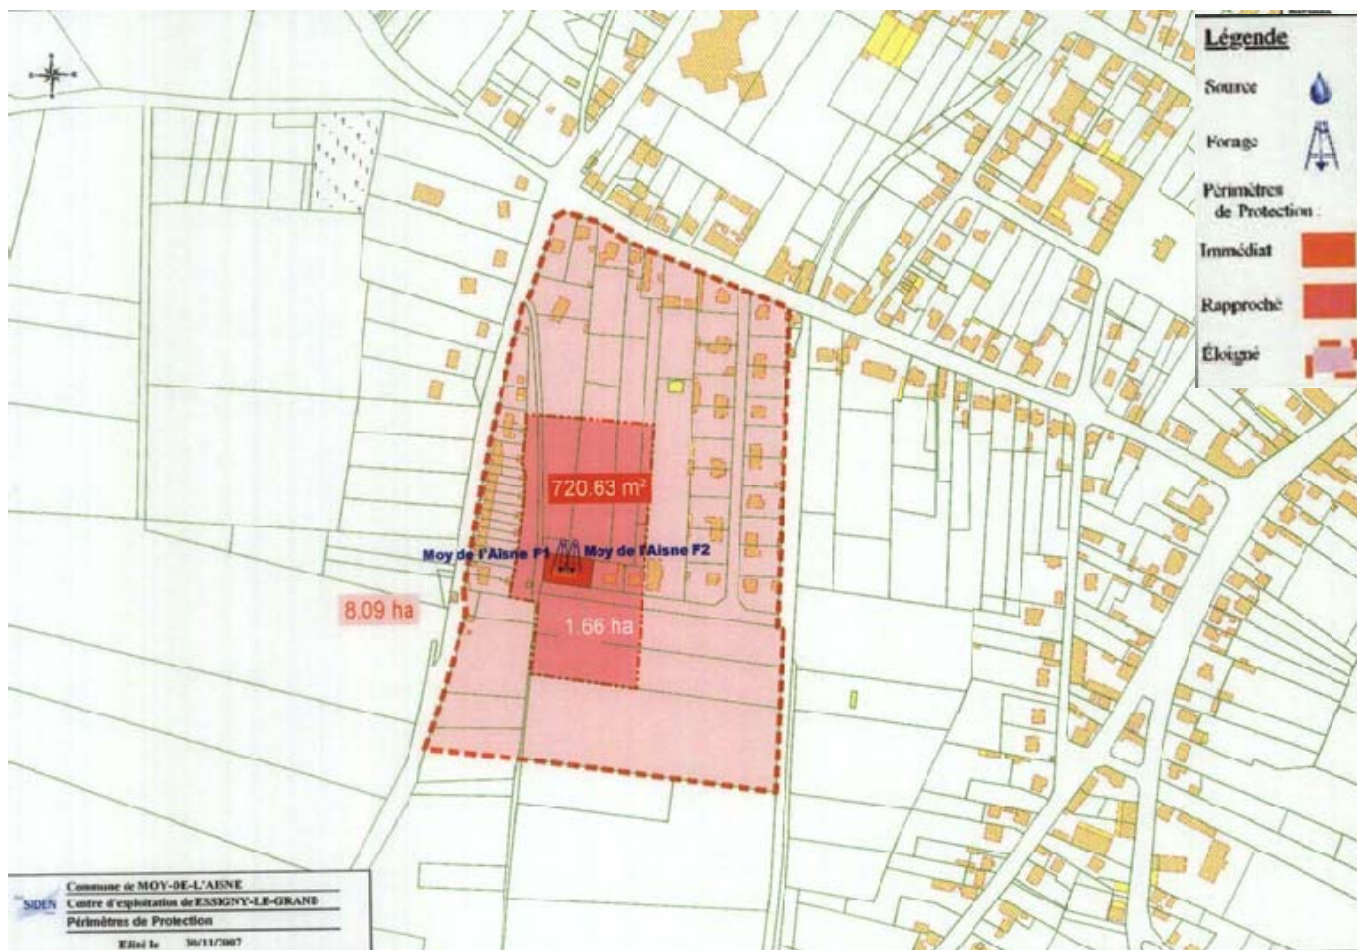 Légende
Source
Forage
Périmètres
de Protection :
Immédiat
Rapproché
Éloigné
720.63 m²
Moy de l'Aisne F1
Moy de l'Aisne F2
8.09 ha
1.66 ha
SIDEN
Commune de MOY-DE-L'AISNE
Centre d'exploitation de ESSIGNY-LE-GRAND
Périmètres de Protection
Edité le 30/11/2007